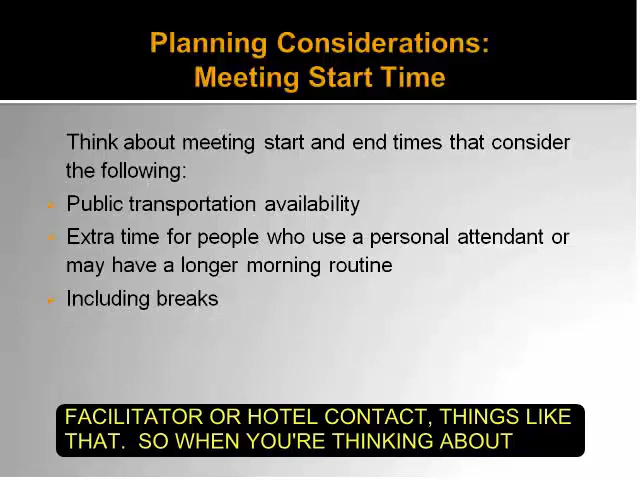 Planning Considerations:
Meeting Start Time
Think about meeting start and end times that consider
the following:
Public transportation availability
Extra time for people who use a personal attendant or
may have a longer morning routine
Including breaks
FACILITATOR OR HOTEL CONTACT, THINGS LIKE
THAT.  SO WHEN YOU'RE THINKING ABOUT